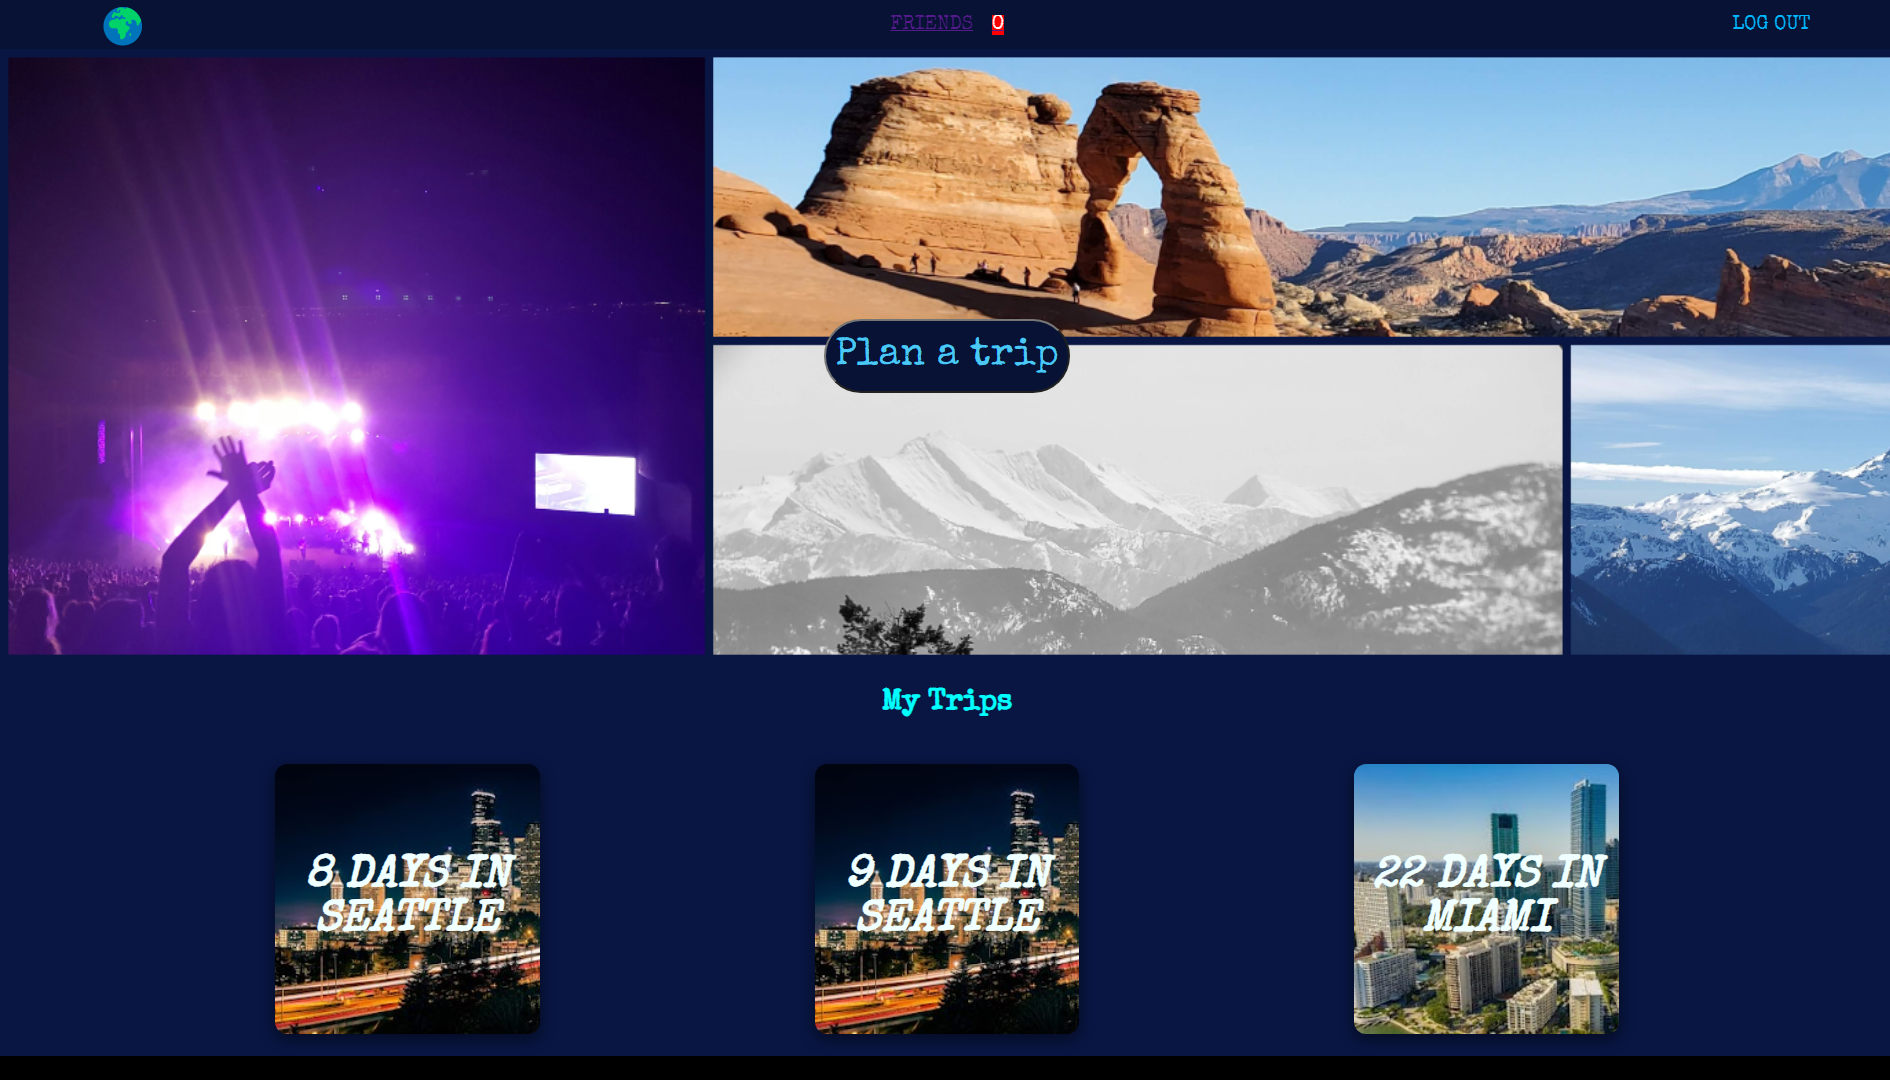 FRIENDS 0 LOG OUT
Plan a trip
My Trips
8 DAYS IN
SEATTLE
9 DAYS IN
SEATTLE
22 DAYS IN
MIAMI